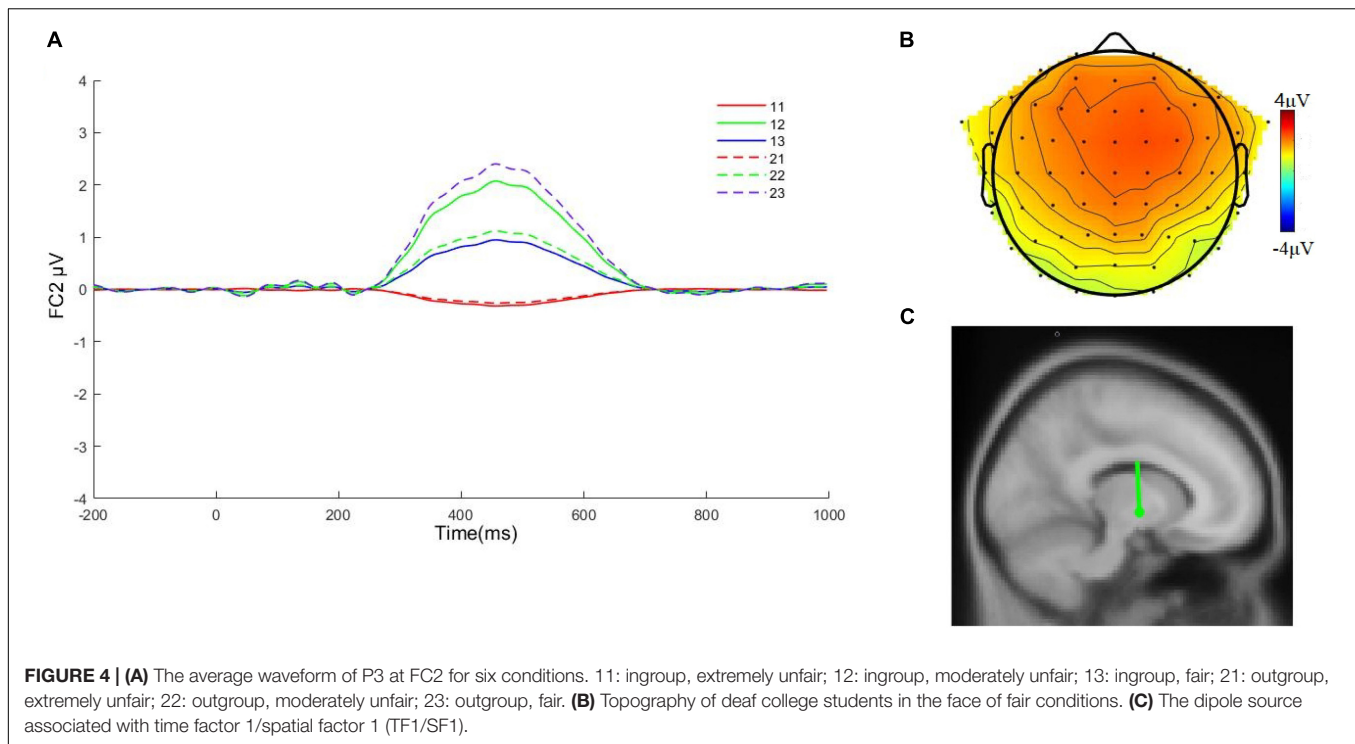 A
4
3
2
1
0
-1
-2
-3
-4
FC2 µV
-200
0
200
400
600
800
1000
Time(ms)
11
12
13
21
22
23
B
4µV
-4µV
C
FIGURE 4 | (A) The average waveform of P3 at FC2 for six conditions. 11: ingroup, extremely unfair; 12: ingroup, moderately unfair; 13: ingroup, fair; 21: outgroup,
extremely unfair; 22: outgroup, moderately unfair; 23: outgroup, fair. (B) Topography of deaf college students in the face of fair conditions. (C) The dipole source
associated with time factor 1/spatial factor 1 (TF1/SF1).